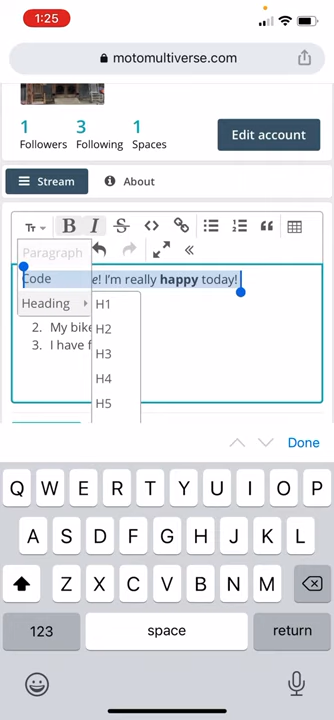 1:25
motomultiverse.com
1 3 1
Followers Following Spaces
Edit account
Stream About
Tт B I S <> “ «
Paragraph
Code e! I'm really happy today!
Heading H1
2. My bike H2
3. I have f H3
H4
H5
Done
Q W E R T Y U I O P
A S D F G H J K L
Z X C V B N M
123 space return